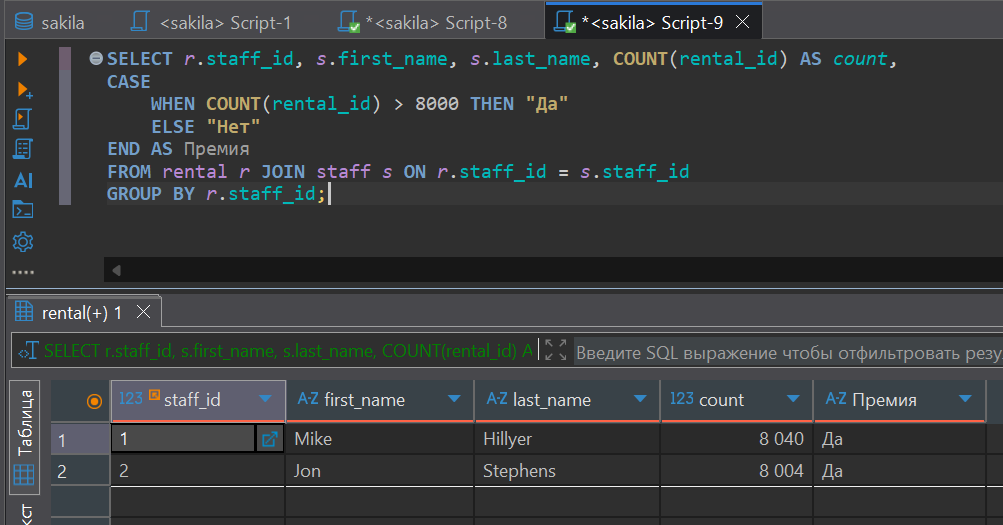 sakila <sakila> Script-1 *<sakila> Script-8 *<sakila> Script-9
SELECT r.staff_id, s.first_name, s.last_name, COUNT(rental_id) AS count,
CASE
WHEN COUNT(rental_id) > 8000 THEN "Да"
ELSE "Нет"
END AS Премия
FROM rental r JOIN staff s ON r.staff_id = s.staff_id
GROUP BY r.staff_id;
AI
rental(+) 1
SELECT r.staff_id, s.first_name, s.last_name, COUNT(rental_id) A Введите SQL выражение чтобы отфильтровать резу
Таблица
123 staff_id A-Z first_name A-Z last_name 123 count A-Z Премия
1 1 Mike Hillyer 8 040 Да
2 2 Jon Stephens 8 004 Да